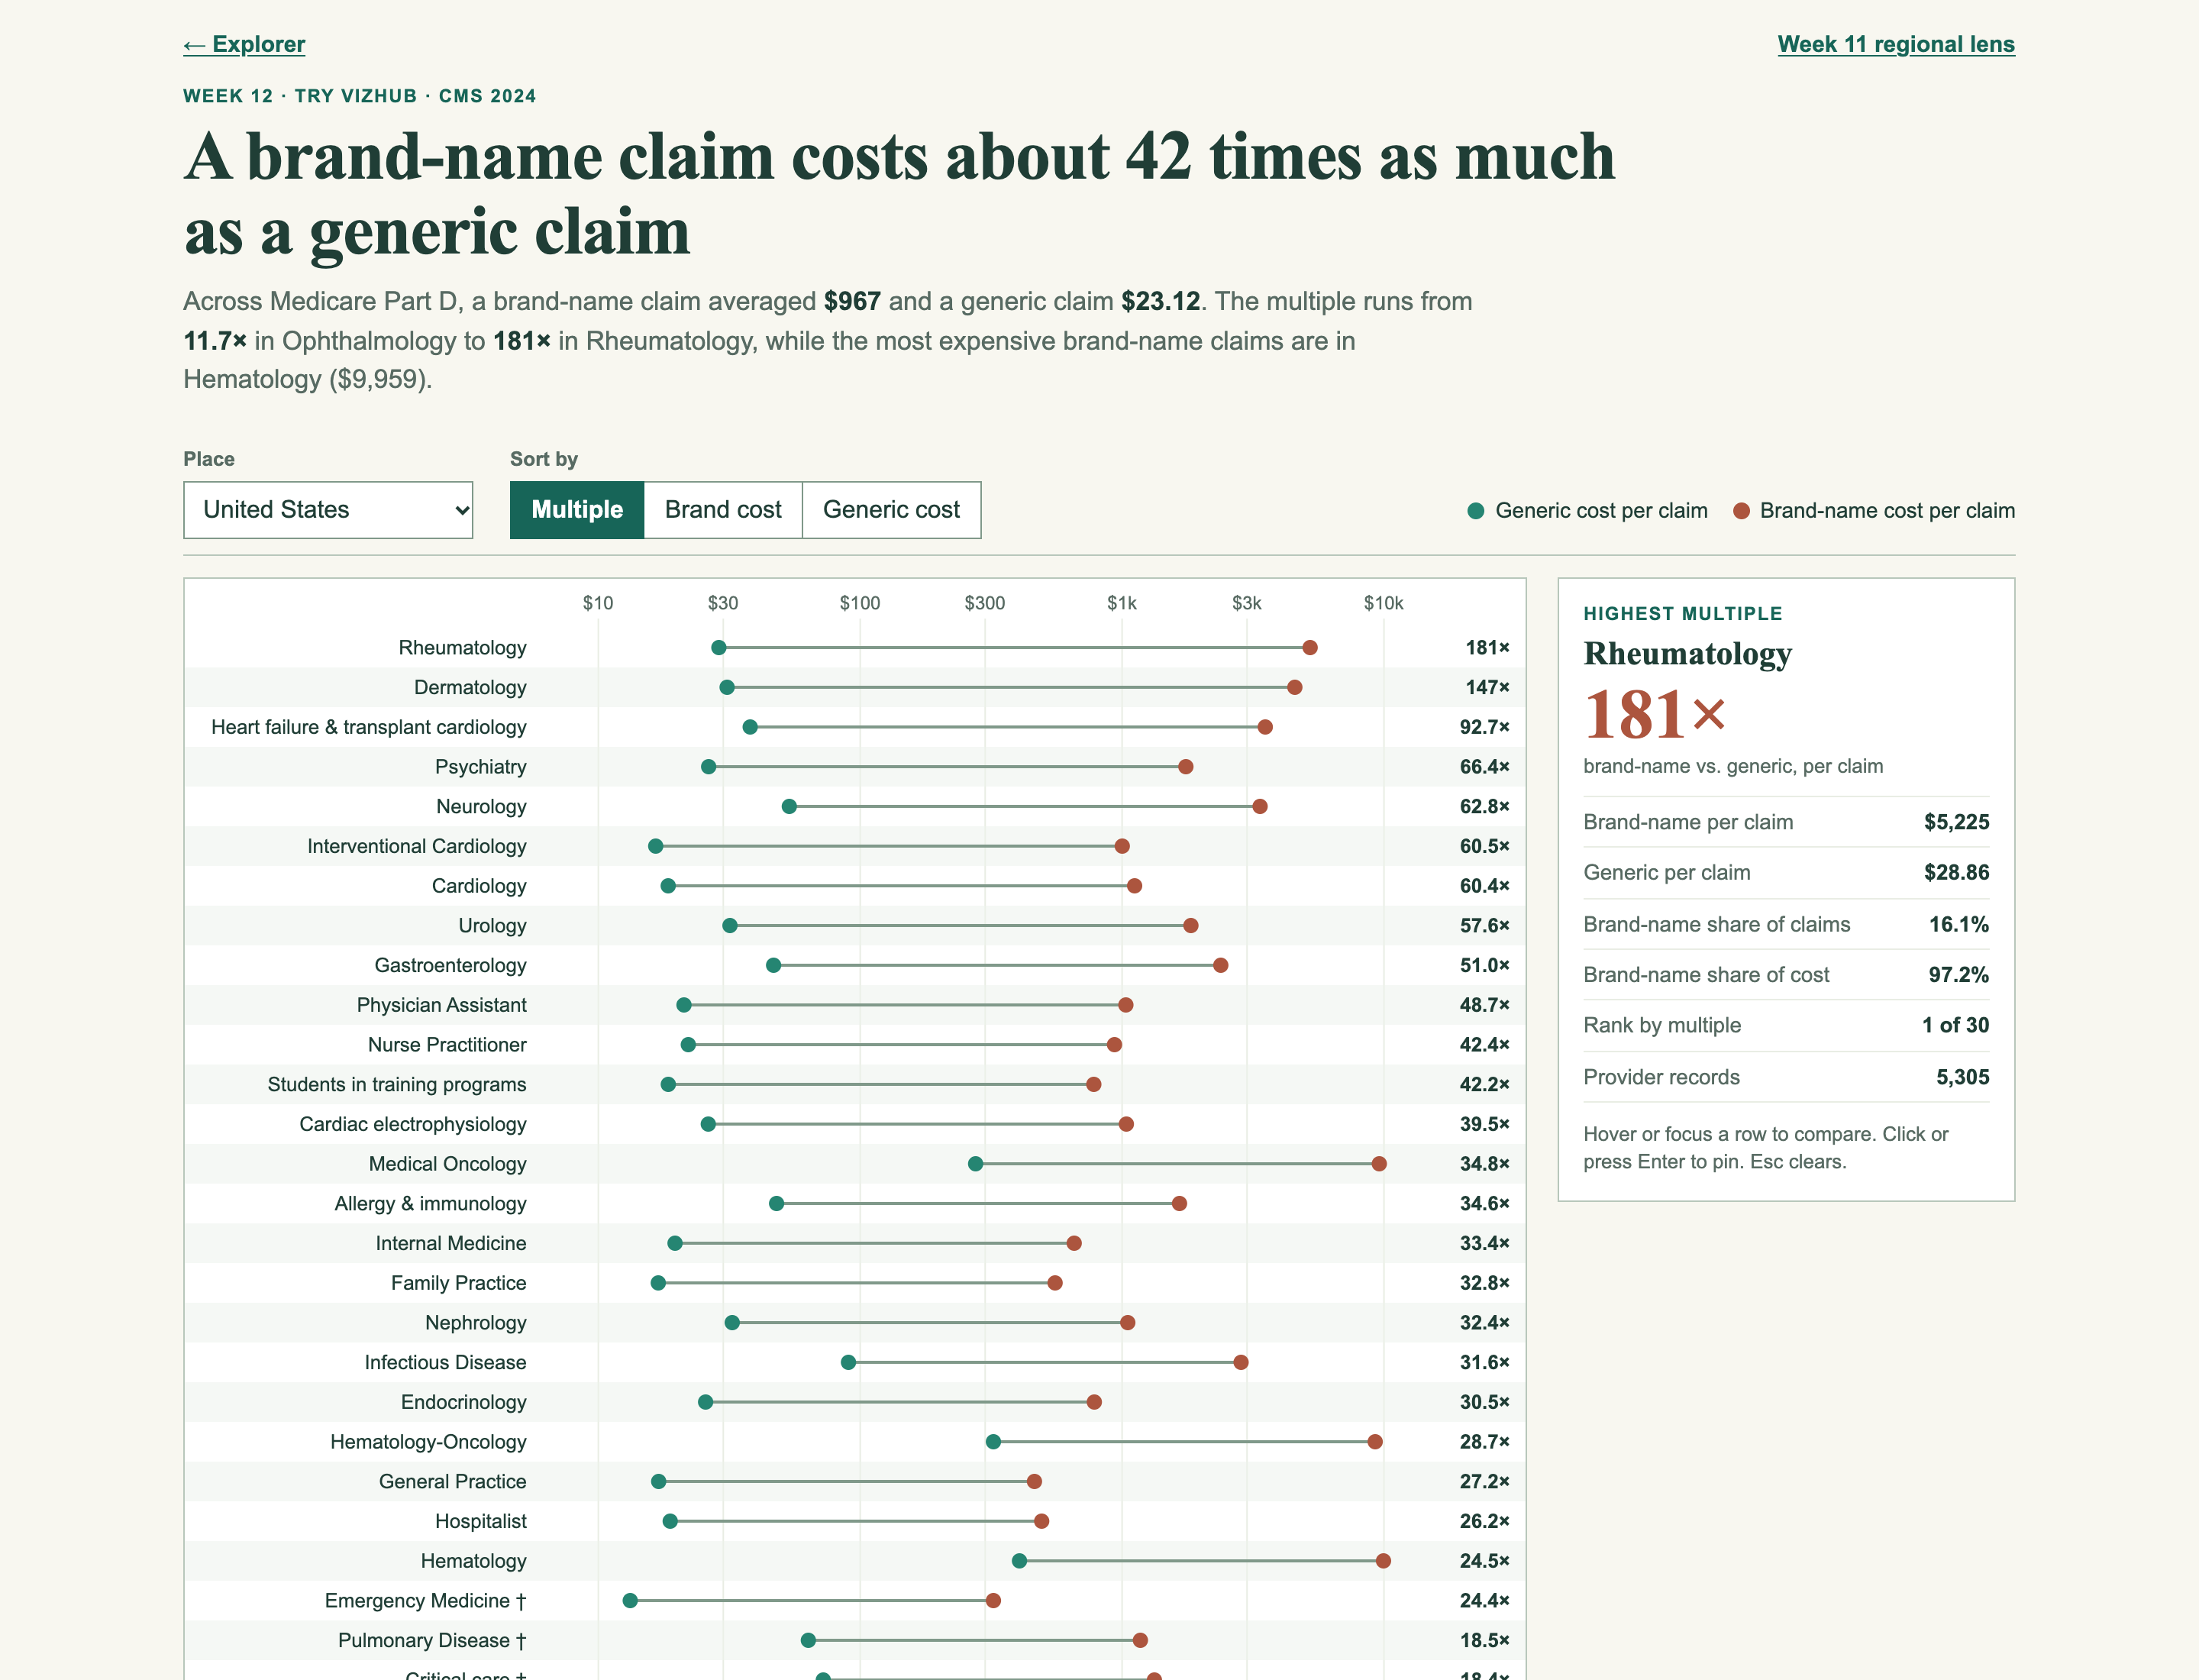 ← Explorer
Week 11 regional lens
WEEK 12 · TRY VIZHUB · CMS 2024
A brand-name claim costs about 42 times as much
as a generic claim
Across Medicare Part D, a brand-name claim averaged $967 and a generic claim $23.12. The multiple runs from
11.7× in Ophthalmology to 181× in Rheumatology, while the most expensive brand-name claims are in
Hematology ($9,959).
Place
Sort by
United States
Multiple
Brand cost
Generic cost
Generic cost per claim
Brand-name cost per claim
$10 $30 $100 $300 $1k $3k $10k
Rheumatology 181×
Dermatology 147×
Heart failure & transplant cardiology 92.7×
Psychiatry 66.4×
Neurology 62.8×
Interventional Cardiology 60.5×
Cardiology 60.4×
Urology 57.6×
Gastroenterology 51.0×
Physician Assistant 48.7×
Nurse Practitioner 42.4×
Students in training programs 42.2×
Cardiac electrophysiology 39.5×
Medical Oncology 34.8×
Allergy & immunology 34.6×
Internal Medicine 33.4×
Family Practice 32.8×
Nephrology 32.4×
Infectious Disease 31.6×
Endocrinology 30.5×
Hematology-Oncology 28.7×
General Practice 27.2×
Hospitalist 26.2×
Hematology 24.5×
Emergency Medicine † 24.4×
Pulmonary Disease † 18.5×
Critical care † 18.4×
HIGHEST MULTIPLE
Rheumatology
181×
brand-name vs. generic, per claim
Brand-name per claim $5,225
Generic per claim $28.86
Brand-name share of claims 16.1%
Brand-name share of cost 97.2%
Rank by multiple 1 of 30
Provider records 5,305
Hover or focus a row to compare. Click or
press Enter to pin. Esc clears.